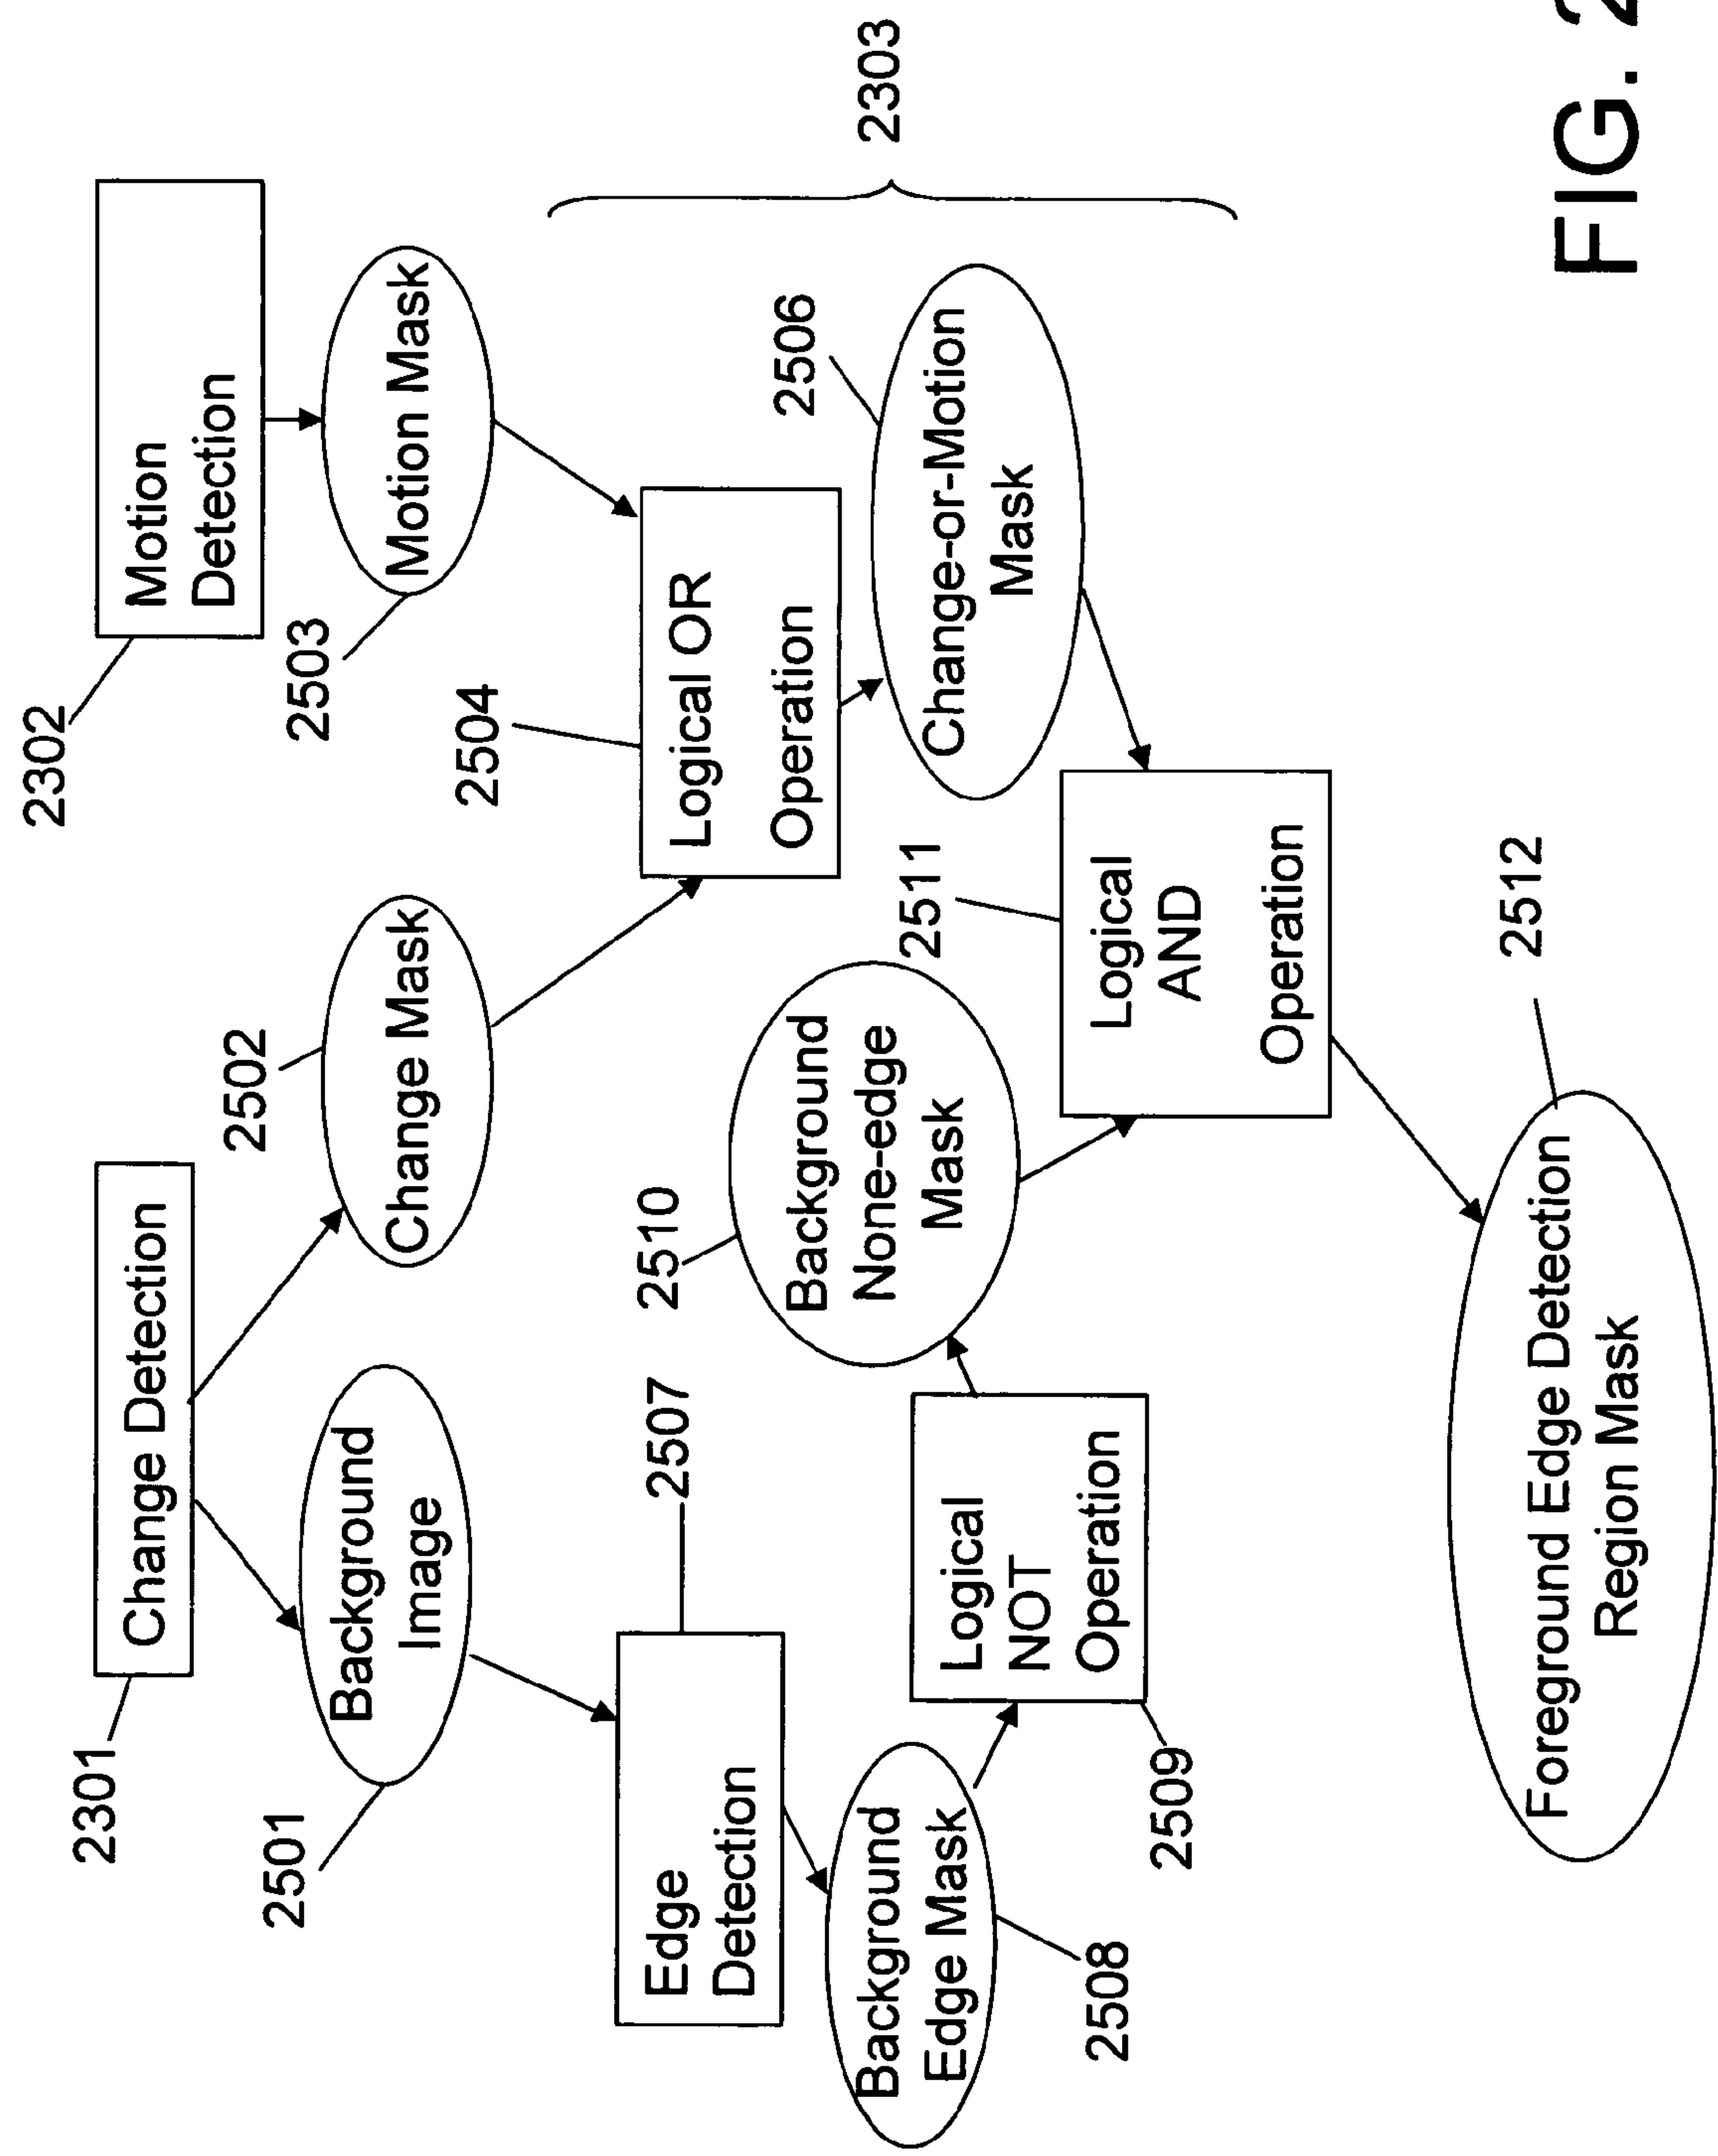 2301
Change Detection
2302
Motion
Detection
2501
Background
Image
2502
Change Mask
2503
Motion Mask
2507
Edge
Detection
2504
Logical OR
Operation
2303
2508
Background
Edge Mask
2509
Logical
NOT
Operation
2510
Background
None-edge
Mask
2506
Change-or-Motion
Mask
2511
Logical
AND
Operation
2512
Foreground Edge Detection
Region Mask
FIG. 2